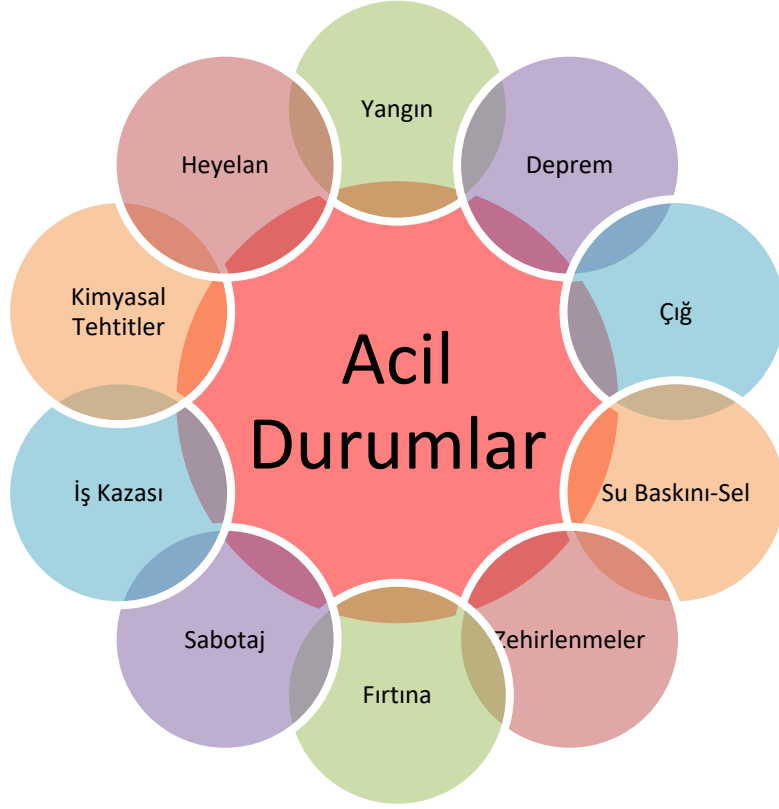 Yangın
Deprem
Çığ
Su Baskını-Sel
Zehirlenmeler
Fırtına
Sabotaj
İş Kazası
Kimyasal
Tehtitler
Heyelan
Acil
Durumlar